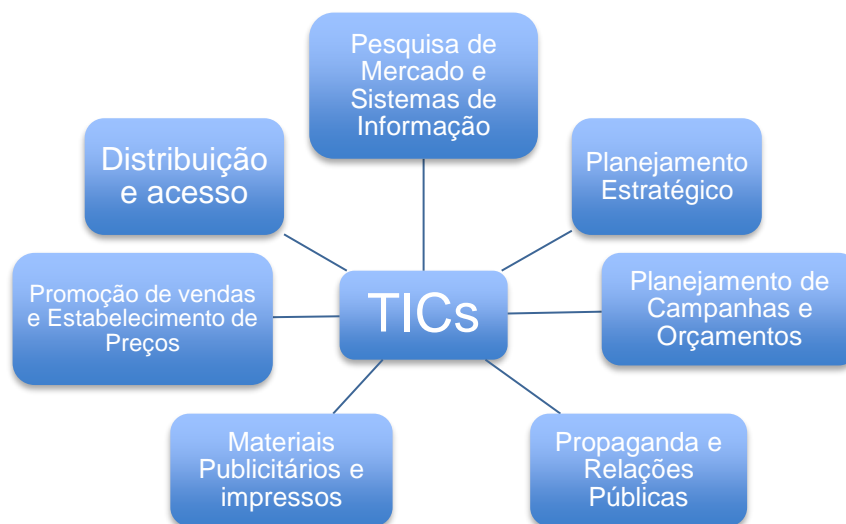 Pesquisa de
Mercado e
Sistemas de
Informação
Distribuição
e acesso
Planejamento
Estratégico
Promoção de vendas
e Estabelecimento de
Preços
TICs
Planejamento de
Campanhas e
Orçamentos
Materiais
Publicitários e
impressos
Propaganda e
Relações
Públicas